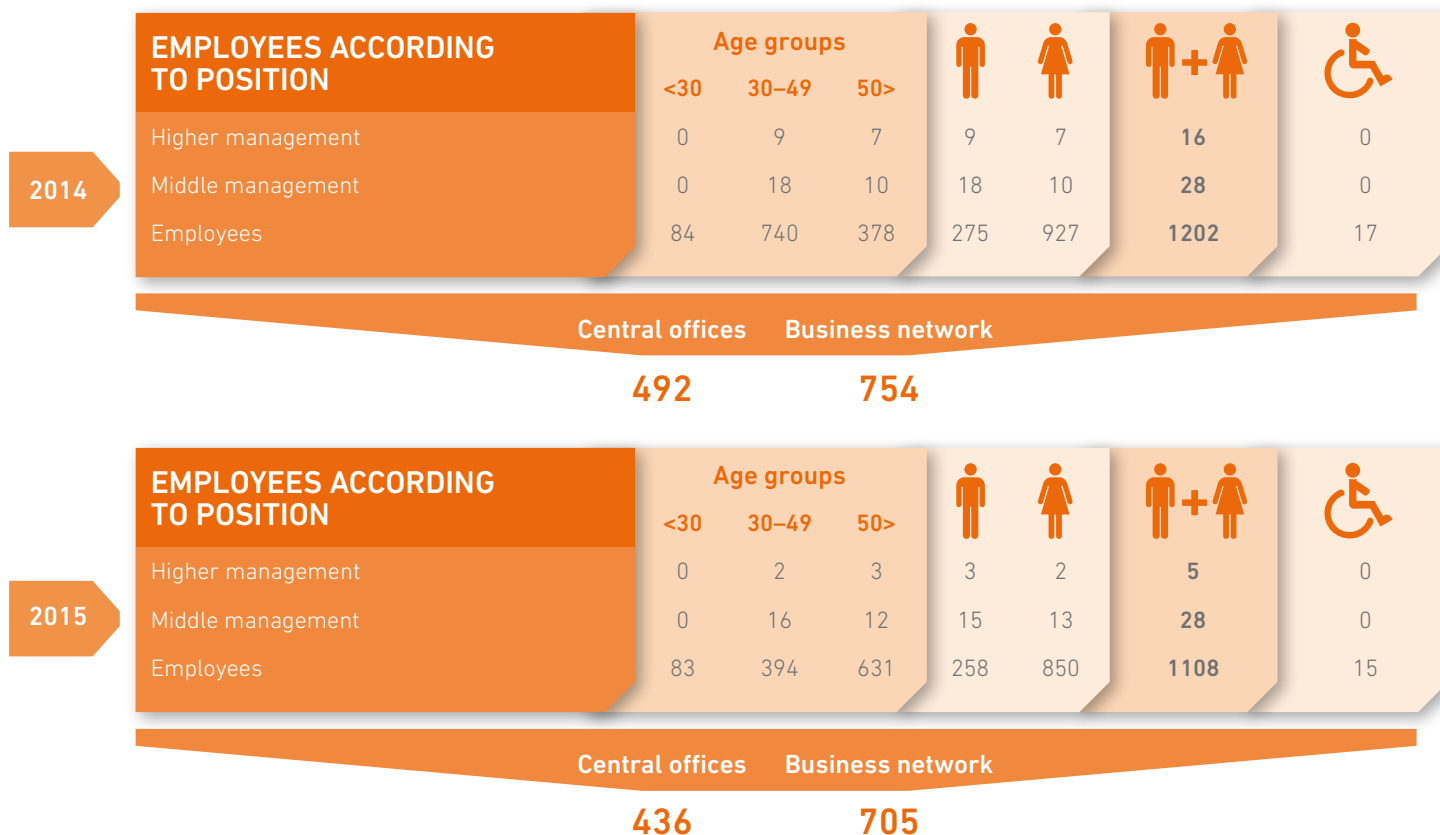 EMPLOYEES ACCORDING
TO POSITION
Age groups
<30 30–49 50>
2014
Higher management 0 9 7 9 7 16 0
Middle management 0 18 10 18 10 28 0
Employees 84 740 378 275 927 1202 17
Central offices Business network
492 754
EMPLOYEES ACCORDING
TO POSITION
Age groups
<30 30–49 50>
2015
Higher management 0 2 3 3 2 5 0
Middle management 0 16 12 15 13 28 0
Employees 83 394 631 258 850 1108 15
Central offices Business network
436 705